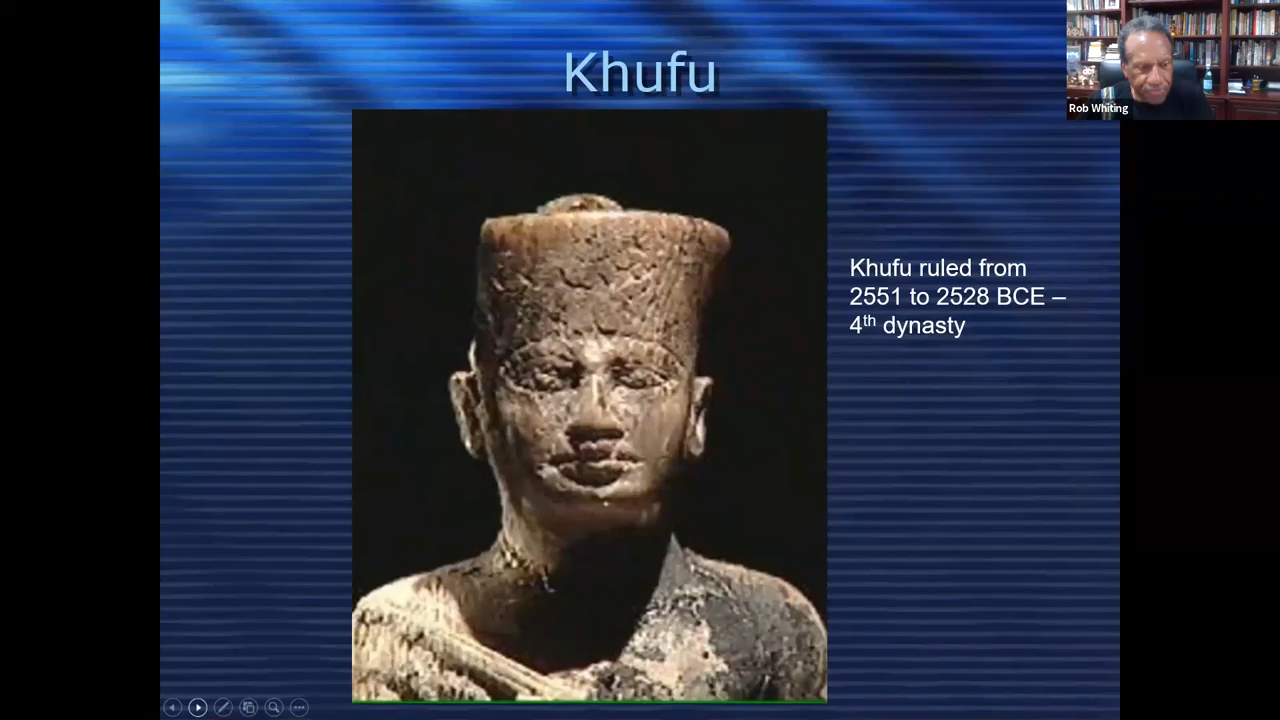 Khufu
Rob Whiting
Khufu ruled from
2551 to 2528 BCE –
4th dynasty